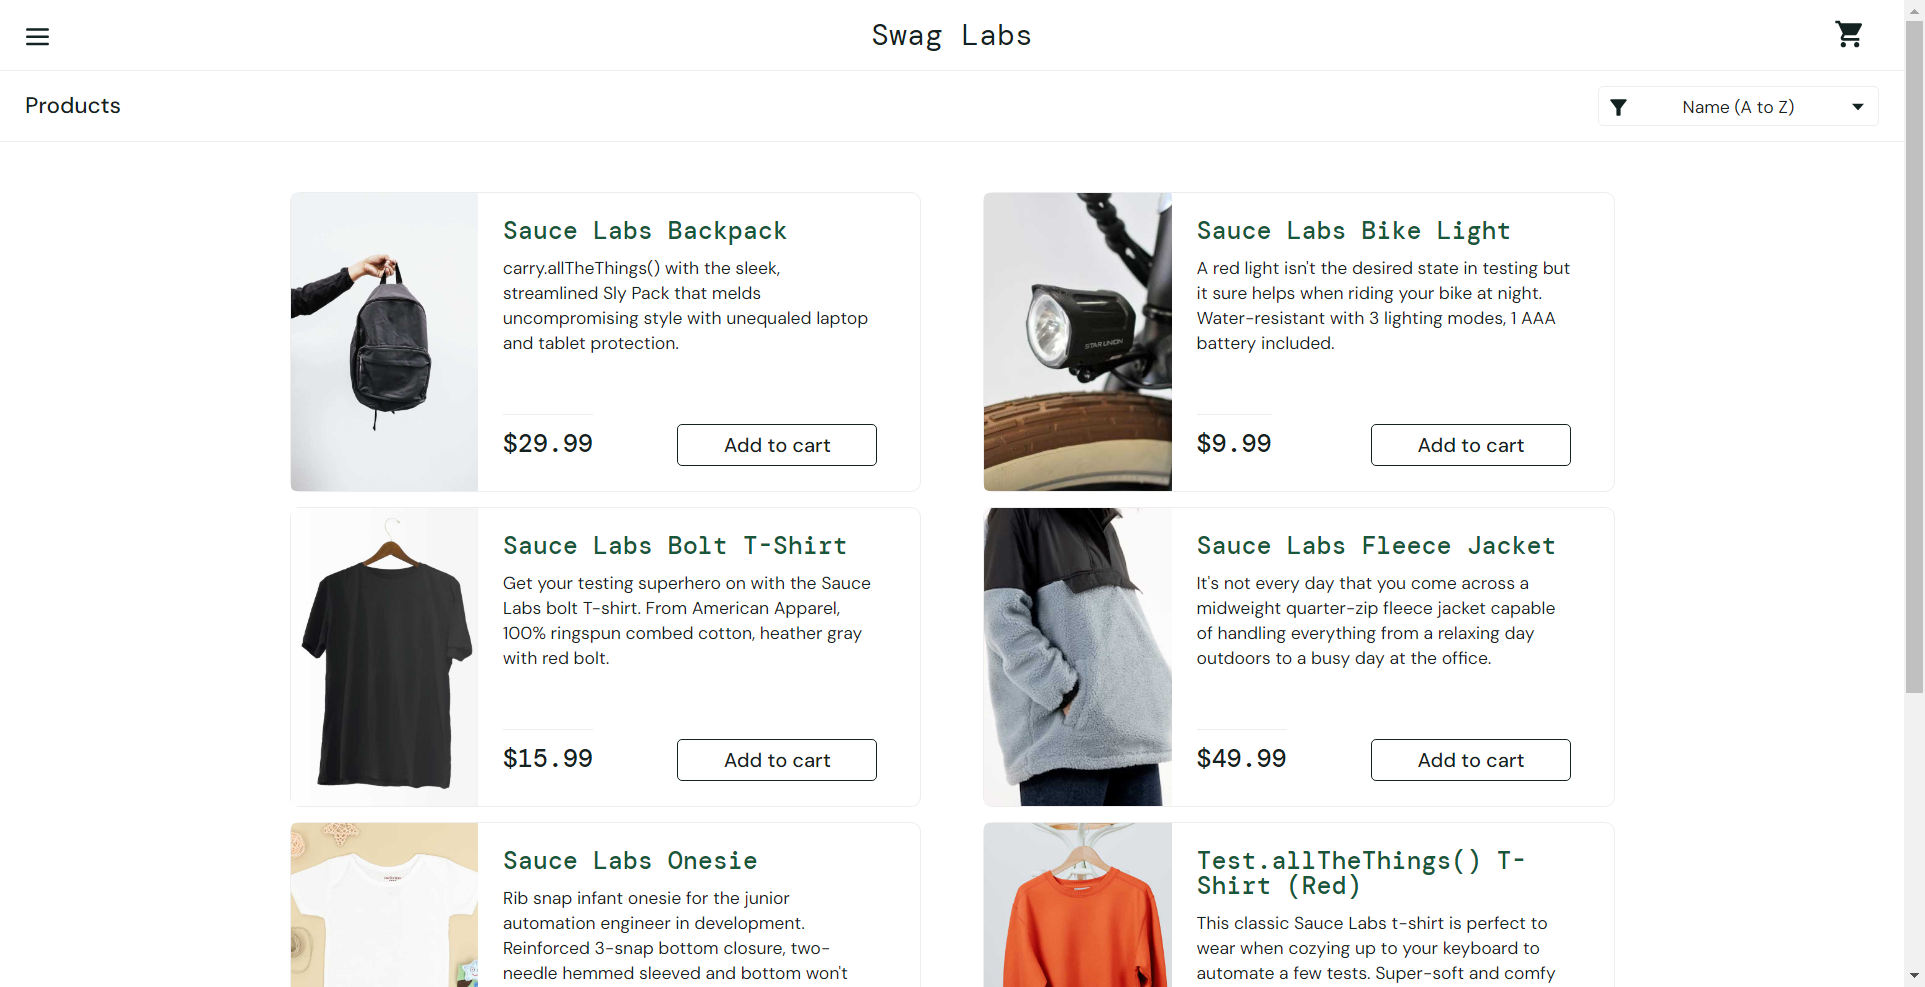 Swag Labs
Products
Name (A to Z)
Sauce Labs Backpack
carry.allTheThings() with the sleek,
streamlined Sly Pack that melds
uncompromising style with unequaled laptop
and tablet protection.
$29.99
Add to cart
Sauce Labs Bike Light
A red light isn't the desired state in testing but
it sure helps when riding your bike at night.
Water-resistant with 3 lighting modes, 1 AAA
battery included.
STAR UNION
$9.99
Add to cart
Sauce Labs Bolt T-Shirt
Get your testing superhero on with the Sauce
Labs bolt T-shirt. From American Apparel,
100% ringspun combed cotton, heather gray
with red bolt.
$15.99
Add to cart
Sauce Labs Fleece Jacket
It's not every day that you come across a
midweight quarter-zip fleece jacket capable
of handling everything from a relaxing day
outdoors to a busy day at the office.
$49.99
Add to cart
Sauce Labs Onesie
Rib snap infant onesie for the junior
automation engineer in development.
Reinforced 3-snap bottom closure, two-
needle hemmed sleeved and bottom won't
Test.allTheThings() T-
Shirt (Red)
This classic Sauce Labs t-shirt is perfect to
wear when cozying up to your keyboard to
automate a few tests. Super-soft and comfy